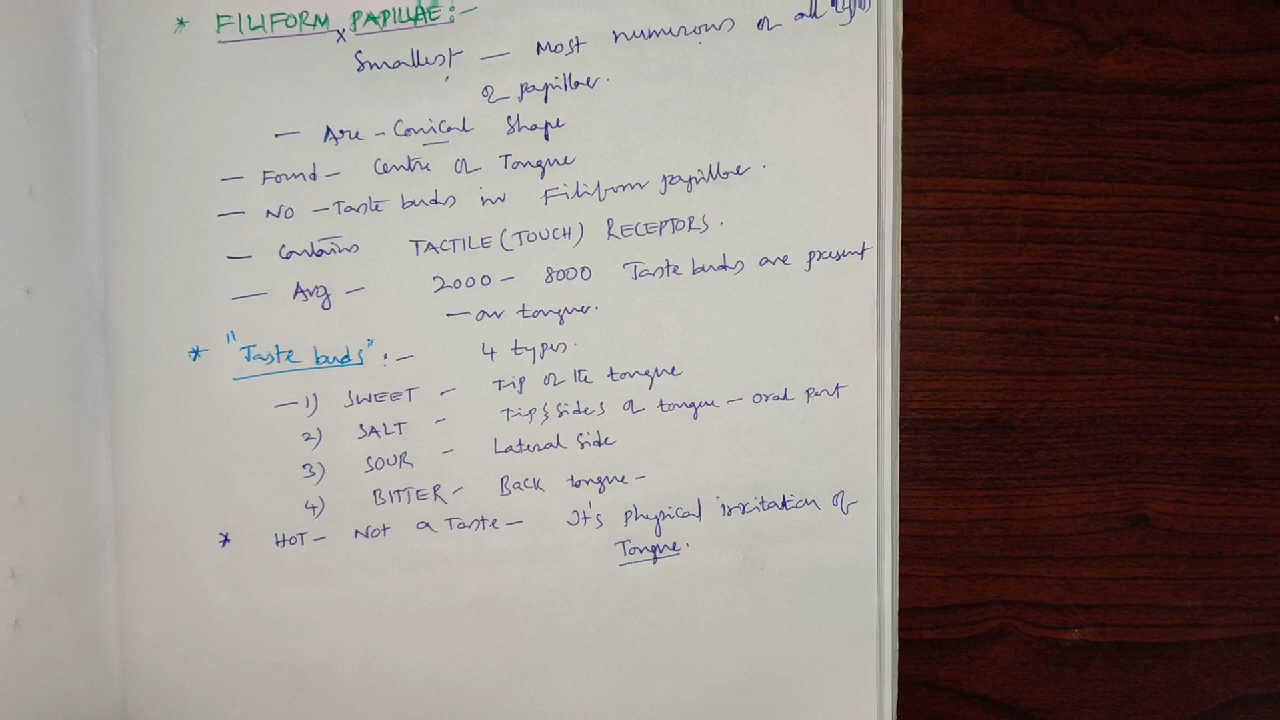 * FILIFORM PAPILLAE :-
x Smallest — Most numerous of all types
of papillae.
— Are - Conical Shape
— Found - Centre of Tongue
— NO - Taste buds in Filiform papillae.
— Contains TACTILE (TOUCH) RECEPTORS.
— Avg - 2000 - 8000 Taste buds are present
— on tongue.
* "Taste buds" :- 4 types.
— 1) SWEET - Tip of the tongue
2) SALT - Tip & Sides of tongue - oral part
3) SOUR - Lateral Side
4) BITTER - Back tongue -
* HOT - Not a Taste - It's physical irritation of
Tongue.